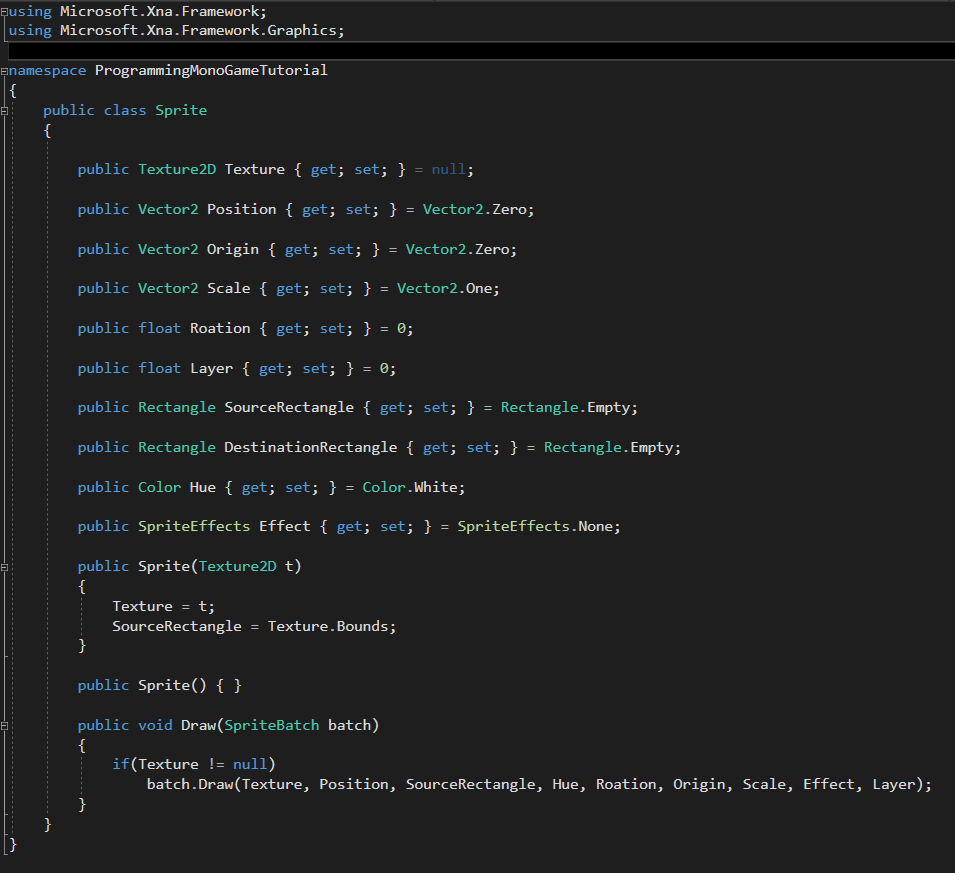 using Microsoft.Xna.Framework;
using Microsoft.Xna.Framework.Graphics;
namespace ProgrammingMonoGameTutorial
{
public class Sprite
{
public Texture2D Texture { get; set; } = null;
public Vector2 Position { get; set; } = Vector2.Zero;
public Vector2 Origin { get; set; } = Vector2.Zero;
public Vector2 Scale { get; set; } = Vector2.One;
public float Roation { get; set; } = 0;
public float Layer { get; set; } = 0;
public Rectangle SourceRectangle { get; set; } = Rectangle.Empty;
public Rectangle DestinationRectangle { get; set; } = Rectangle.Empty;
public Color Hue { get; set; } = Color.White;
public SpriteEffects Effect { get; set; } = SpriteEffects.None;
public Sprite(Texture2D t)
{
Texture = t;
SourceRectangle = Texture.Bounds;
}
public Sprite() { }
public void Draw(SpriteBatch batch)
{
if(Texture != null)
batch.Draw(Texture, Position, SourceRectangle, Hue, Roation, Origin, Scale, Effect, Layer);
}
}
}